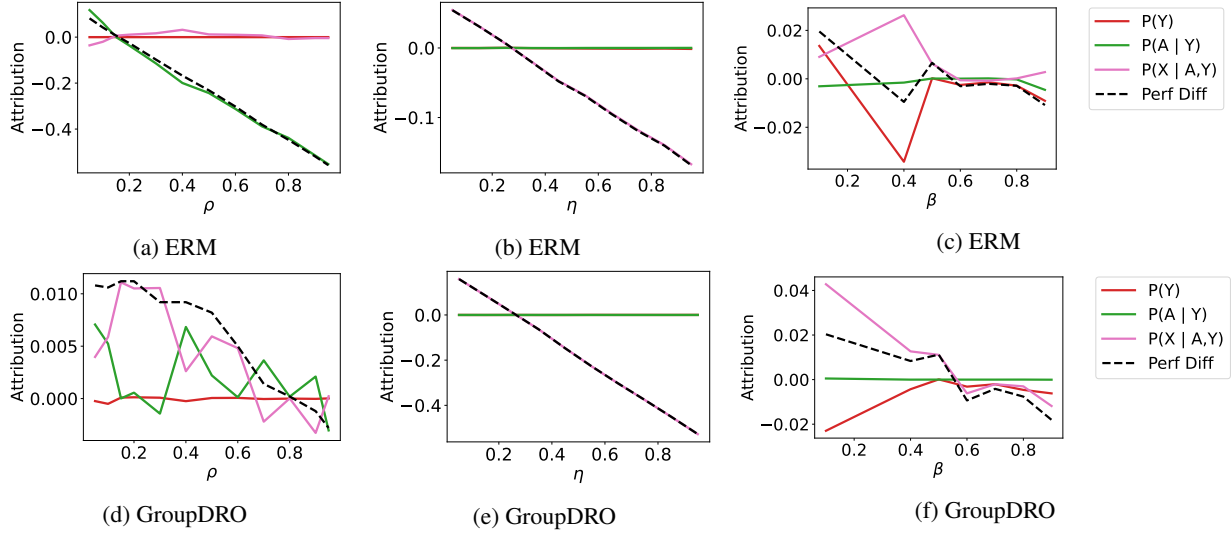 Attribution
0.0
−0.2
−0.4
0.2
0.4
0.6
0.8
ρ
(a) ERM
Attribution
0.0
−0.1
0.2
0.4
0.6
0.8
η
(b) ERM
Attribution
0.02
0.00
−0.02
0.2
0.4
0.6
0.8
β
(c) ERM
P(Y)
P(A | Y)
P(X | A,Y)
Perf Diff
Attribution
0.010
0.005
0.000
0.2
0.4
0.6
0.8
ρ
(d) GroupDRO
Attribution
0.0
−0.2
−0.4
0.2
0.4
0.6
0.8
η
(e) GroupDRO
Attribution
0.04
0.02
0.00
−0.02
0.2
0.4
0.6
0.8
β
(f) GroupDRO
P(Y)
P(A | Y)
P(X | A,Y)
Perf Diff